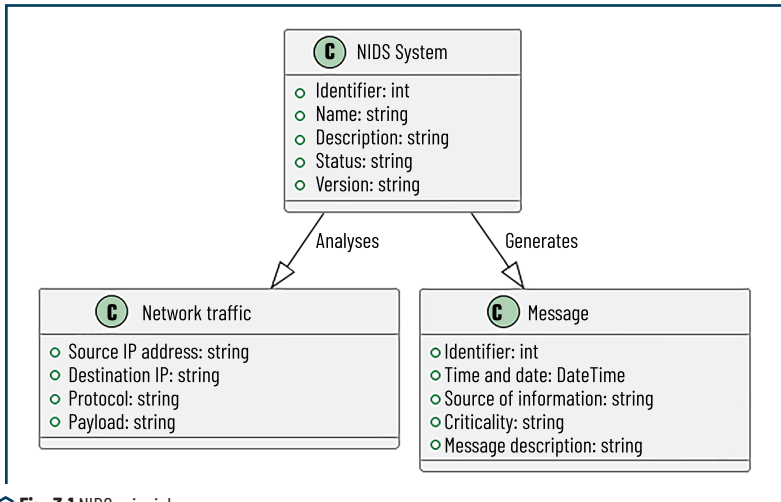 C NIDS System
Identifier: int
Name: string
Description: string
Status: string
Version: string
Analyses
Generates
C Network traffic
Source IP address: string
Destination IP: string
Protocol: string
Payload: string
C Message
Identifier: int
Time and date: DateTime
Source of information: string
Criticality: string
Message description: string